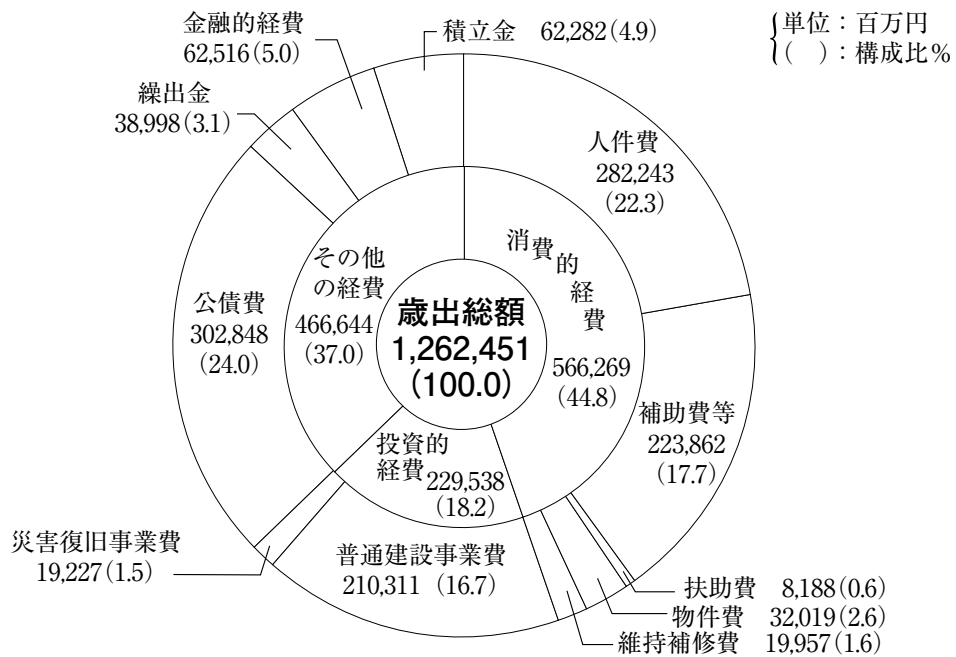 単位：百万円
（　）：構成比％
金融的経費
62,516(5.0)
積立金　62,282(4.9)
繰出金
38,998(3.1)
人件費
282,243
(22.3)
消費的経費
566,269
(44.8)
その他
の経費
466,644
(37.0)
公債費
302,848
(24.0)
歳出総額
1,262,451
(100.0)
補助費等
223,862
(17.7)
投資的
経費
229,538
(18.2)
災害復旧事業費
19,227(1.5)
普通建設事業費
210,311 (16.7)
扶助費　8,188(0.6)
物件費　32,019(2.6)
維持補修費　19,957(1.6)